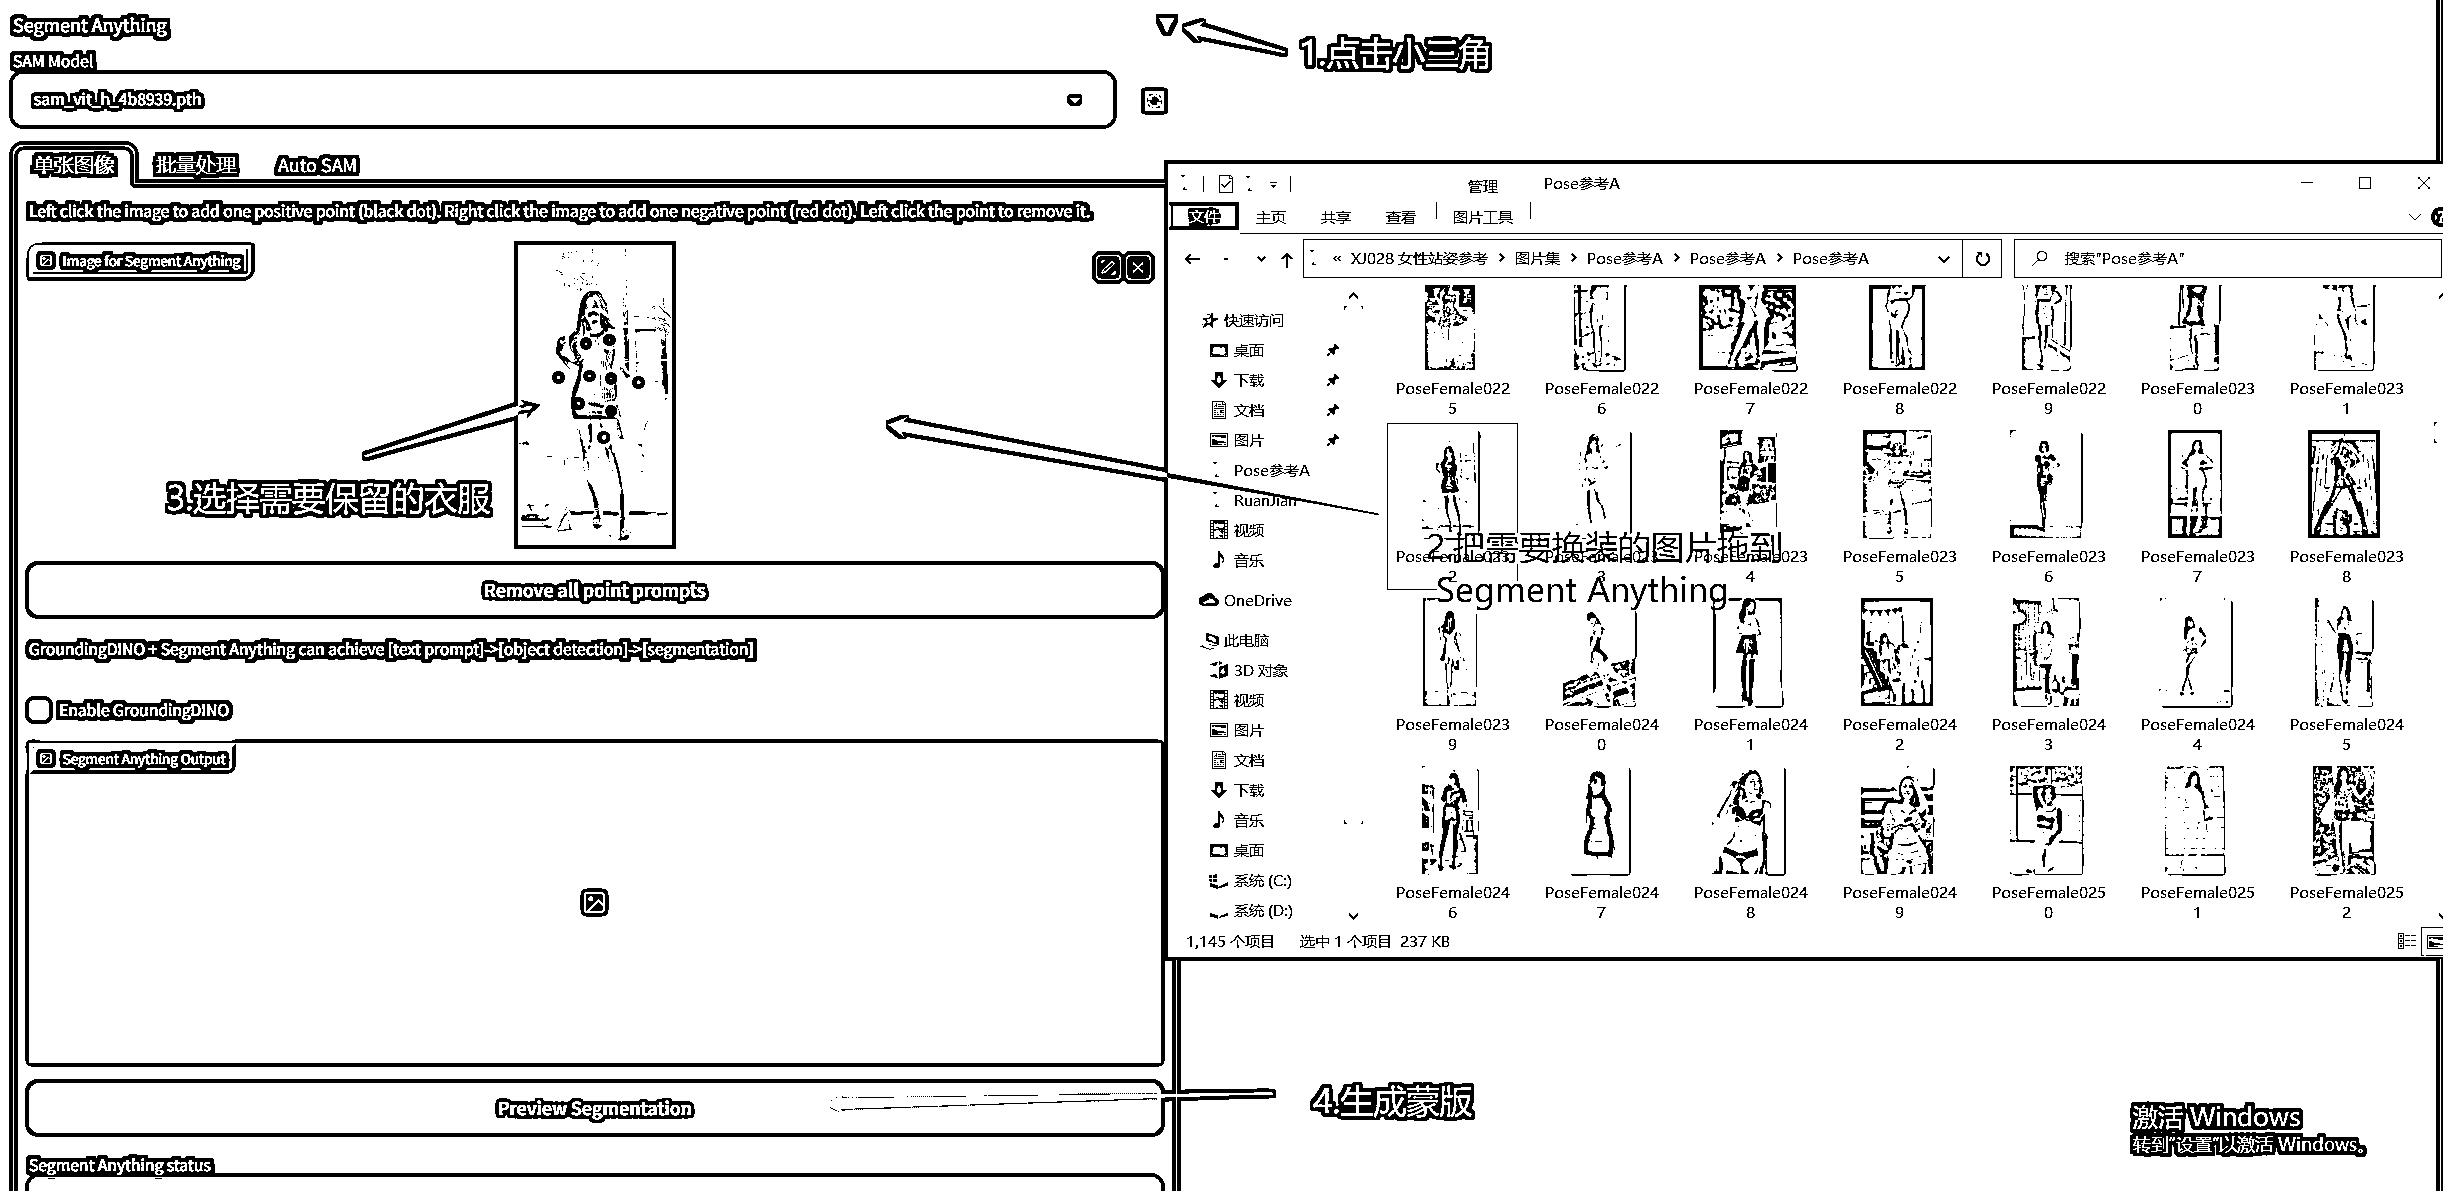 Segment Anything
1.点击小三角
SAM Model
sam_vit_h_4b8939.pth
单张图像 批量处理 Auto SAM
Left click the image to add one positive point (black dot). Right click the image to add one negative point (red dot). Left click the point to remove it.
Image for Segment Anything
3.选择需要保留的衣服
Remove all point prompts
GroundingDINO + Segment Anything can achieve [text prompt]->[object detection]->[segmentation]
Enable GroundingDINO
Segment Anything Output
Preview Segmentation
4.生成蒙版
Segment Anything status
管理 Pose参考A
文件 主页 共享 查看 图片工具
« XJ028 女性站姿参考 › 图片集 › Pose参考A › Pose参考A › Pose参考A
搜索"Pose参考A"
快速访问
桌面
下载
文档
图片
Pose参考A
RuanJian
视频
音乐
OneDrive
此电脑
3D 对象
视频
图片
文档
下载
音乐
桌面
系统 (C:)
系统 (D:)
PoseFemale0225 PoseFemale0226 PoseFemale0227 PoseFemale0228 PoseFemale0229 PoseFemale0230 PoseFemale0231
2.把需要换装的图片拖到
Segment Anything
PoseFemale0232 PoseFemale0233 PoseFemale0234 PoseFemale0235 PoseFemale0236 PoseFemale0237 PoseFemale0238
PoseFemale0239 PoseFemale0240 PoseFemale0241 PoseFemale0242 PoseFemale0243 PoseFemale0244 PoseFemale0245
PoseFemale0246 PoseFemale0247 PoseFemale0248 PoseFemale0249 PoseFemale0250 PoseFemale0251 PoseFemale0252
1,145 个项目 选中 1 个项目 237 KB
激活 Windows
转到"设置"以激活 Windows。